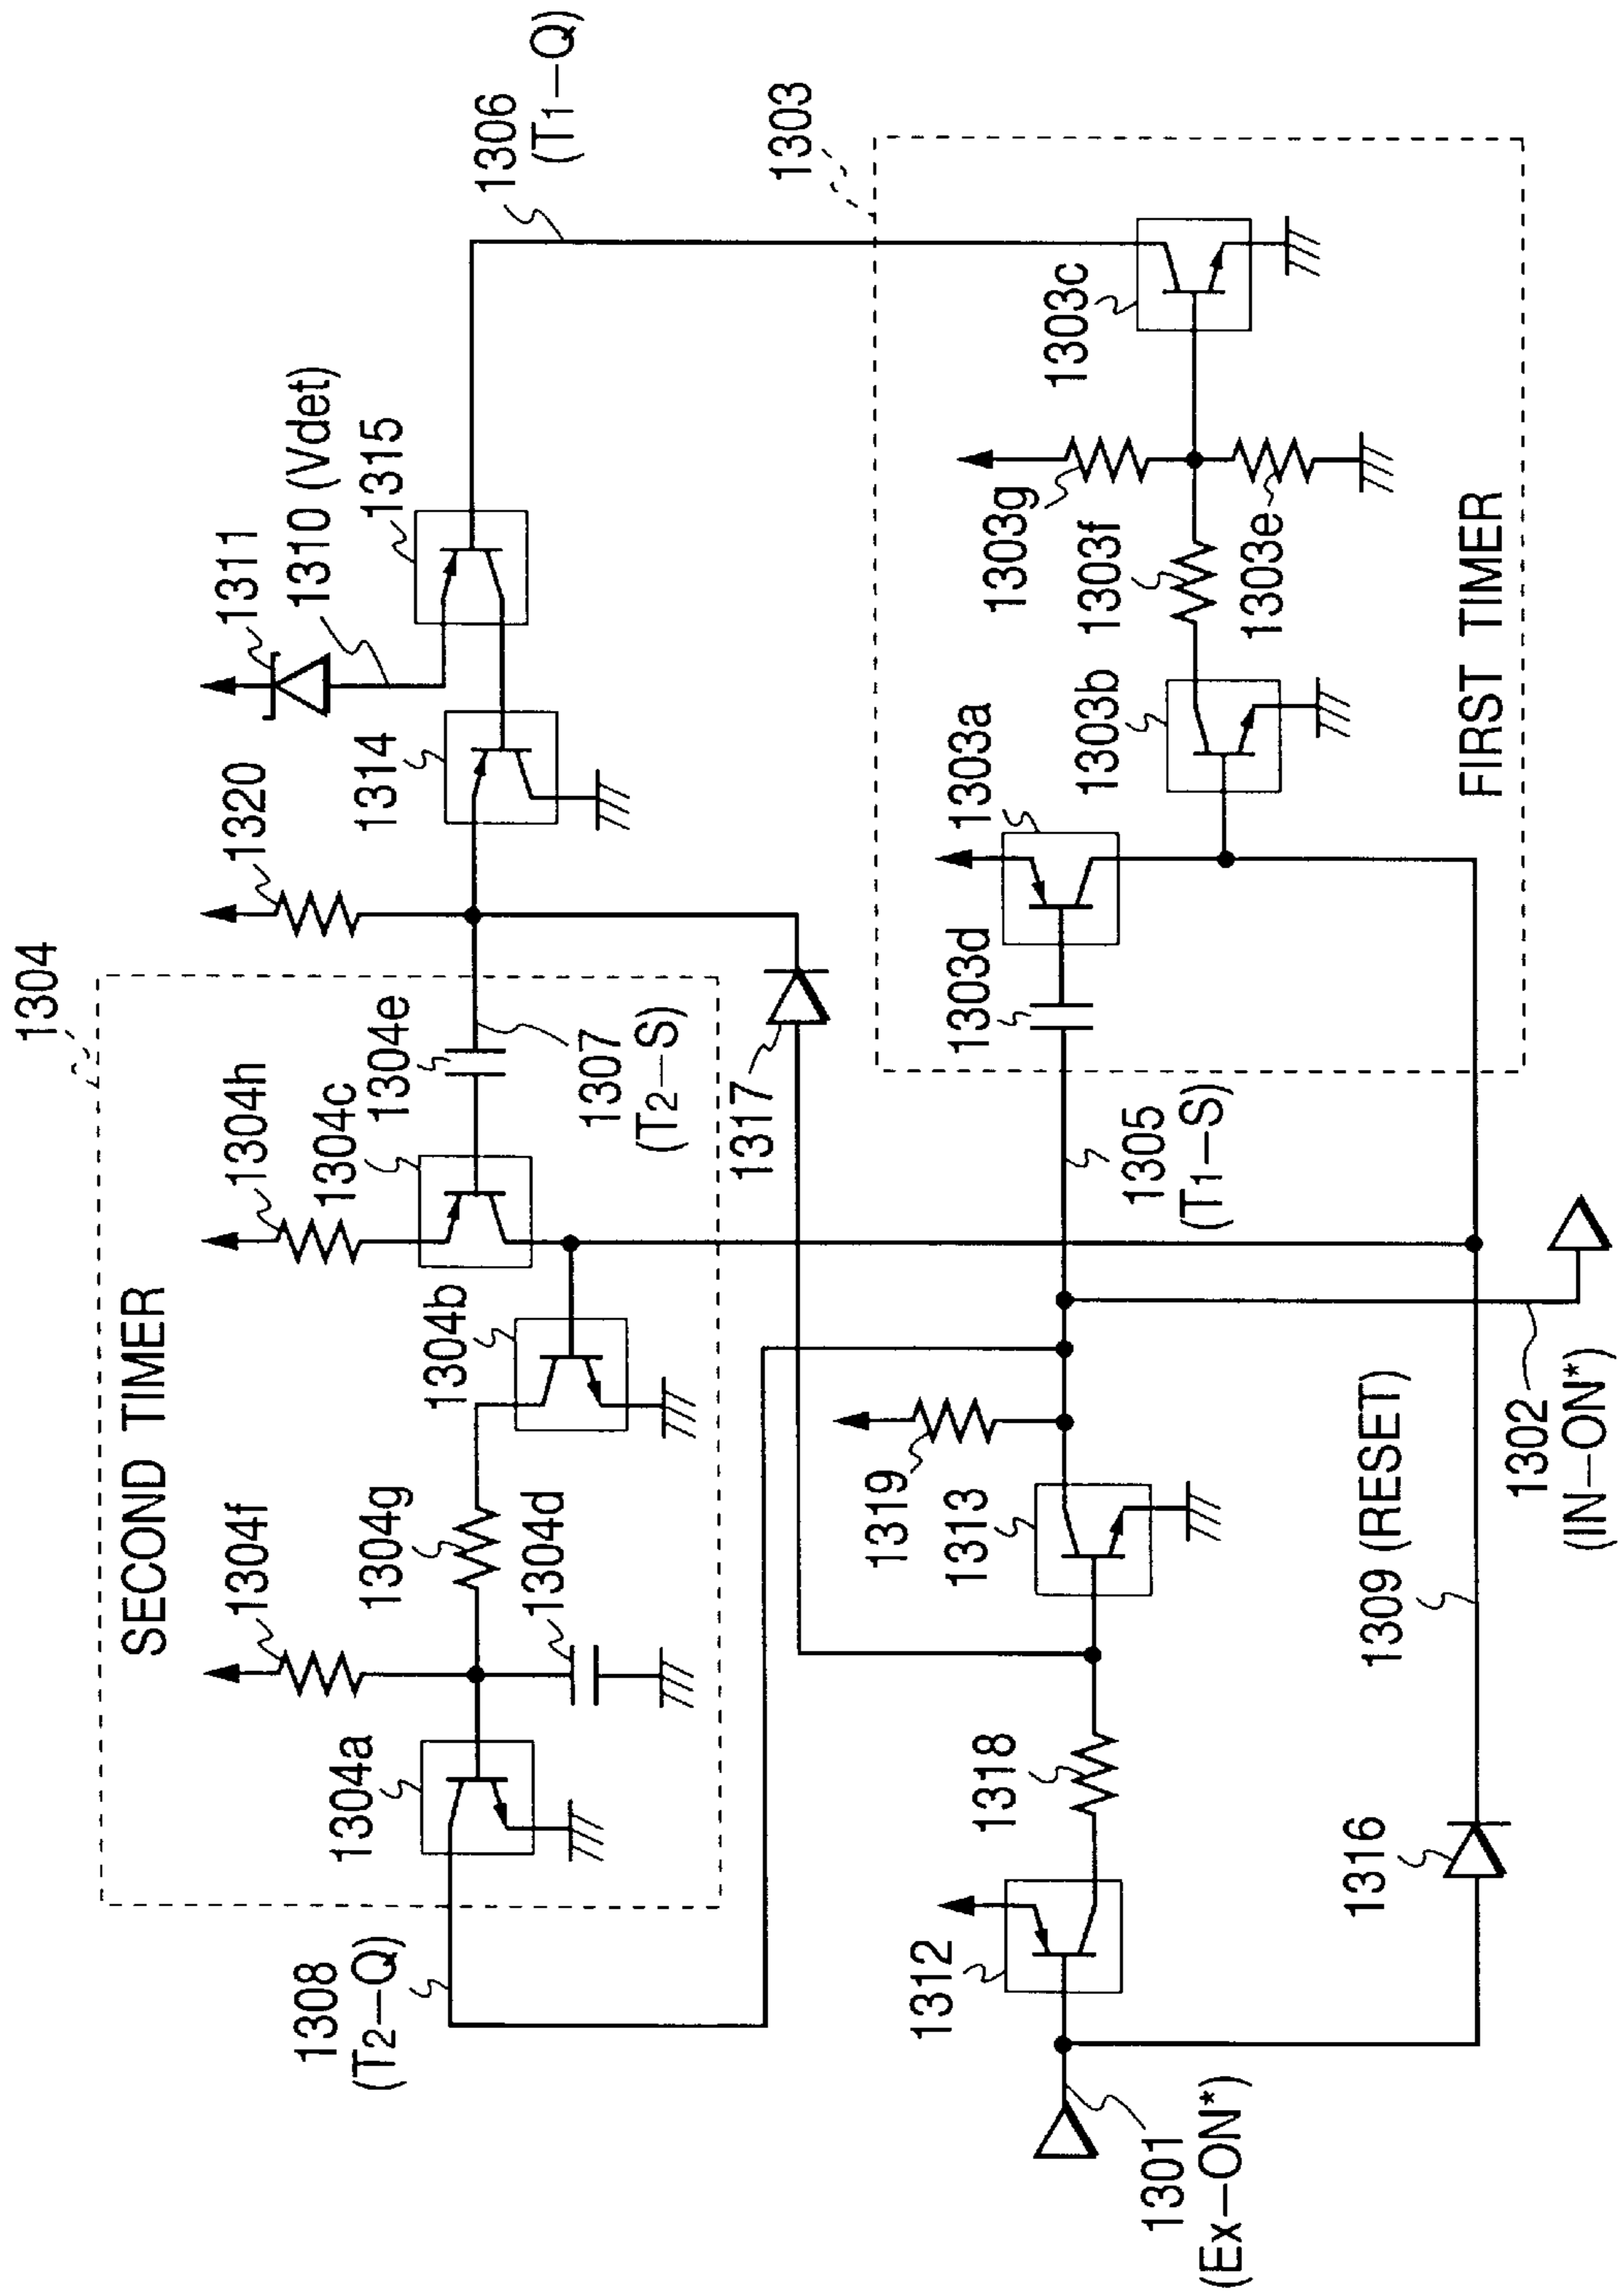 1304
SECOND TIMER
1304f
1304h
1320
1311
1310 (Vdet)
1304g
1304c
1304e
1315
1304a
1304d
1304b
1314
1306
(T1–Q)
1308
(T2–Q)
1307
(T2–S)
1317
1303
1319
1312
1318
1313
1303d
1303a
1303g
1303c
1303b
1303f
1305
(T1–S)
1303e
1301
(Ex–ON*)
1316
1309 (RESET)
1302
(IN–ON*)
FIRST TIMER